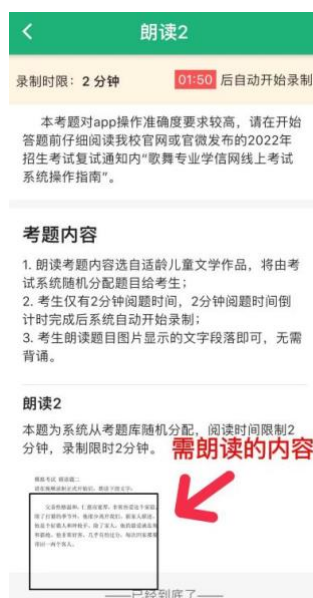 朗读2
录制时限：2 分钟
01:50 后自动开始录制
本考题对app操作准确度要求较高，请在开始
答题前仔细阅读我校官网或官微发布的2022年
招生考试复试通知内“歌舞专业学信网线上考试
系统操作指南”。
考题内容
1. 朗读考题内容选自适龄儿童文学作品，将由考
试系统随机分配题目给考生；
2. 考生仅有2分钟阅题时间，2分钟阅题时间倒
计时完成后系统自动开始录制；
3. 考生朗读题目图片显示的文字段落即可，无需
背诵。
朗读2
本题为系统从考题库随机分配，阅读时间限制2
分钟，录制限时2分钟。
需朗读的内容
模拟考试 朗读题二
已经到底了